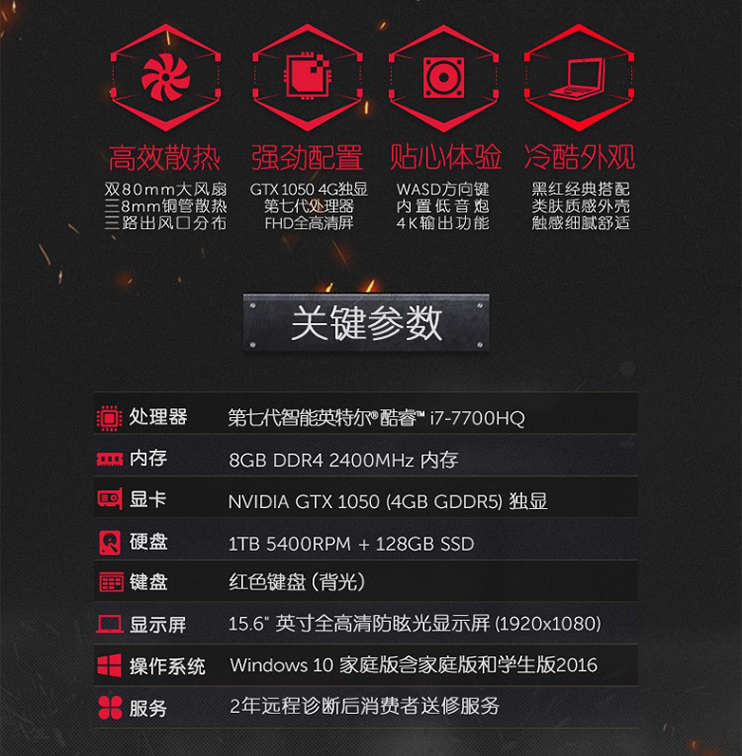 高效散热 强劲配置 贴心体验 冷酷外观
双80mm大风扇 GTX 1050 4G独显 WASD方向键 黑红经典搭配
三8mm铜管散热 第七代处理器 内置低音炮 类肤质感外壳
三路出风口分布 FHD全高清屏 4K输出功能 触感细腻舒适
关键参数
处理器 第七代智能英特尔®酷睿™ i7-7700HQ
内存 8GB DDR4 2400MHz 内存
显卡 NVIDIA GTX 1050 (4GB GDDR5) 独显
硬盘 1TB 5400RPM + 128GB SSD
键盘 红色键盘（背光）
显示屏 15.6" 英寸全高清防眩光显示屏 (1920x1080)
操作系统 Windows 10 家庭版含家庭版和学生版2016
服务 2年远程诊断后消费者送修服务